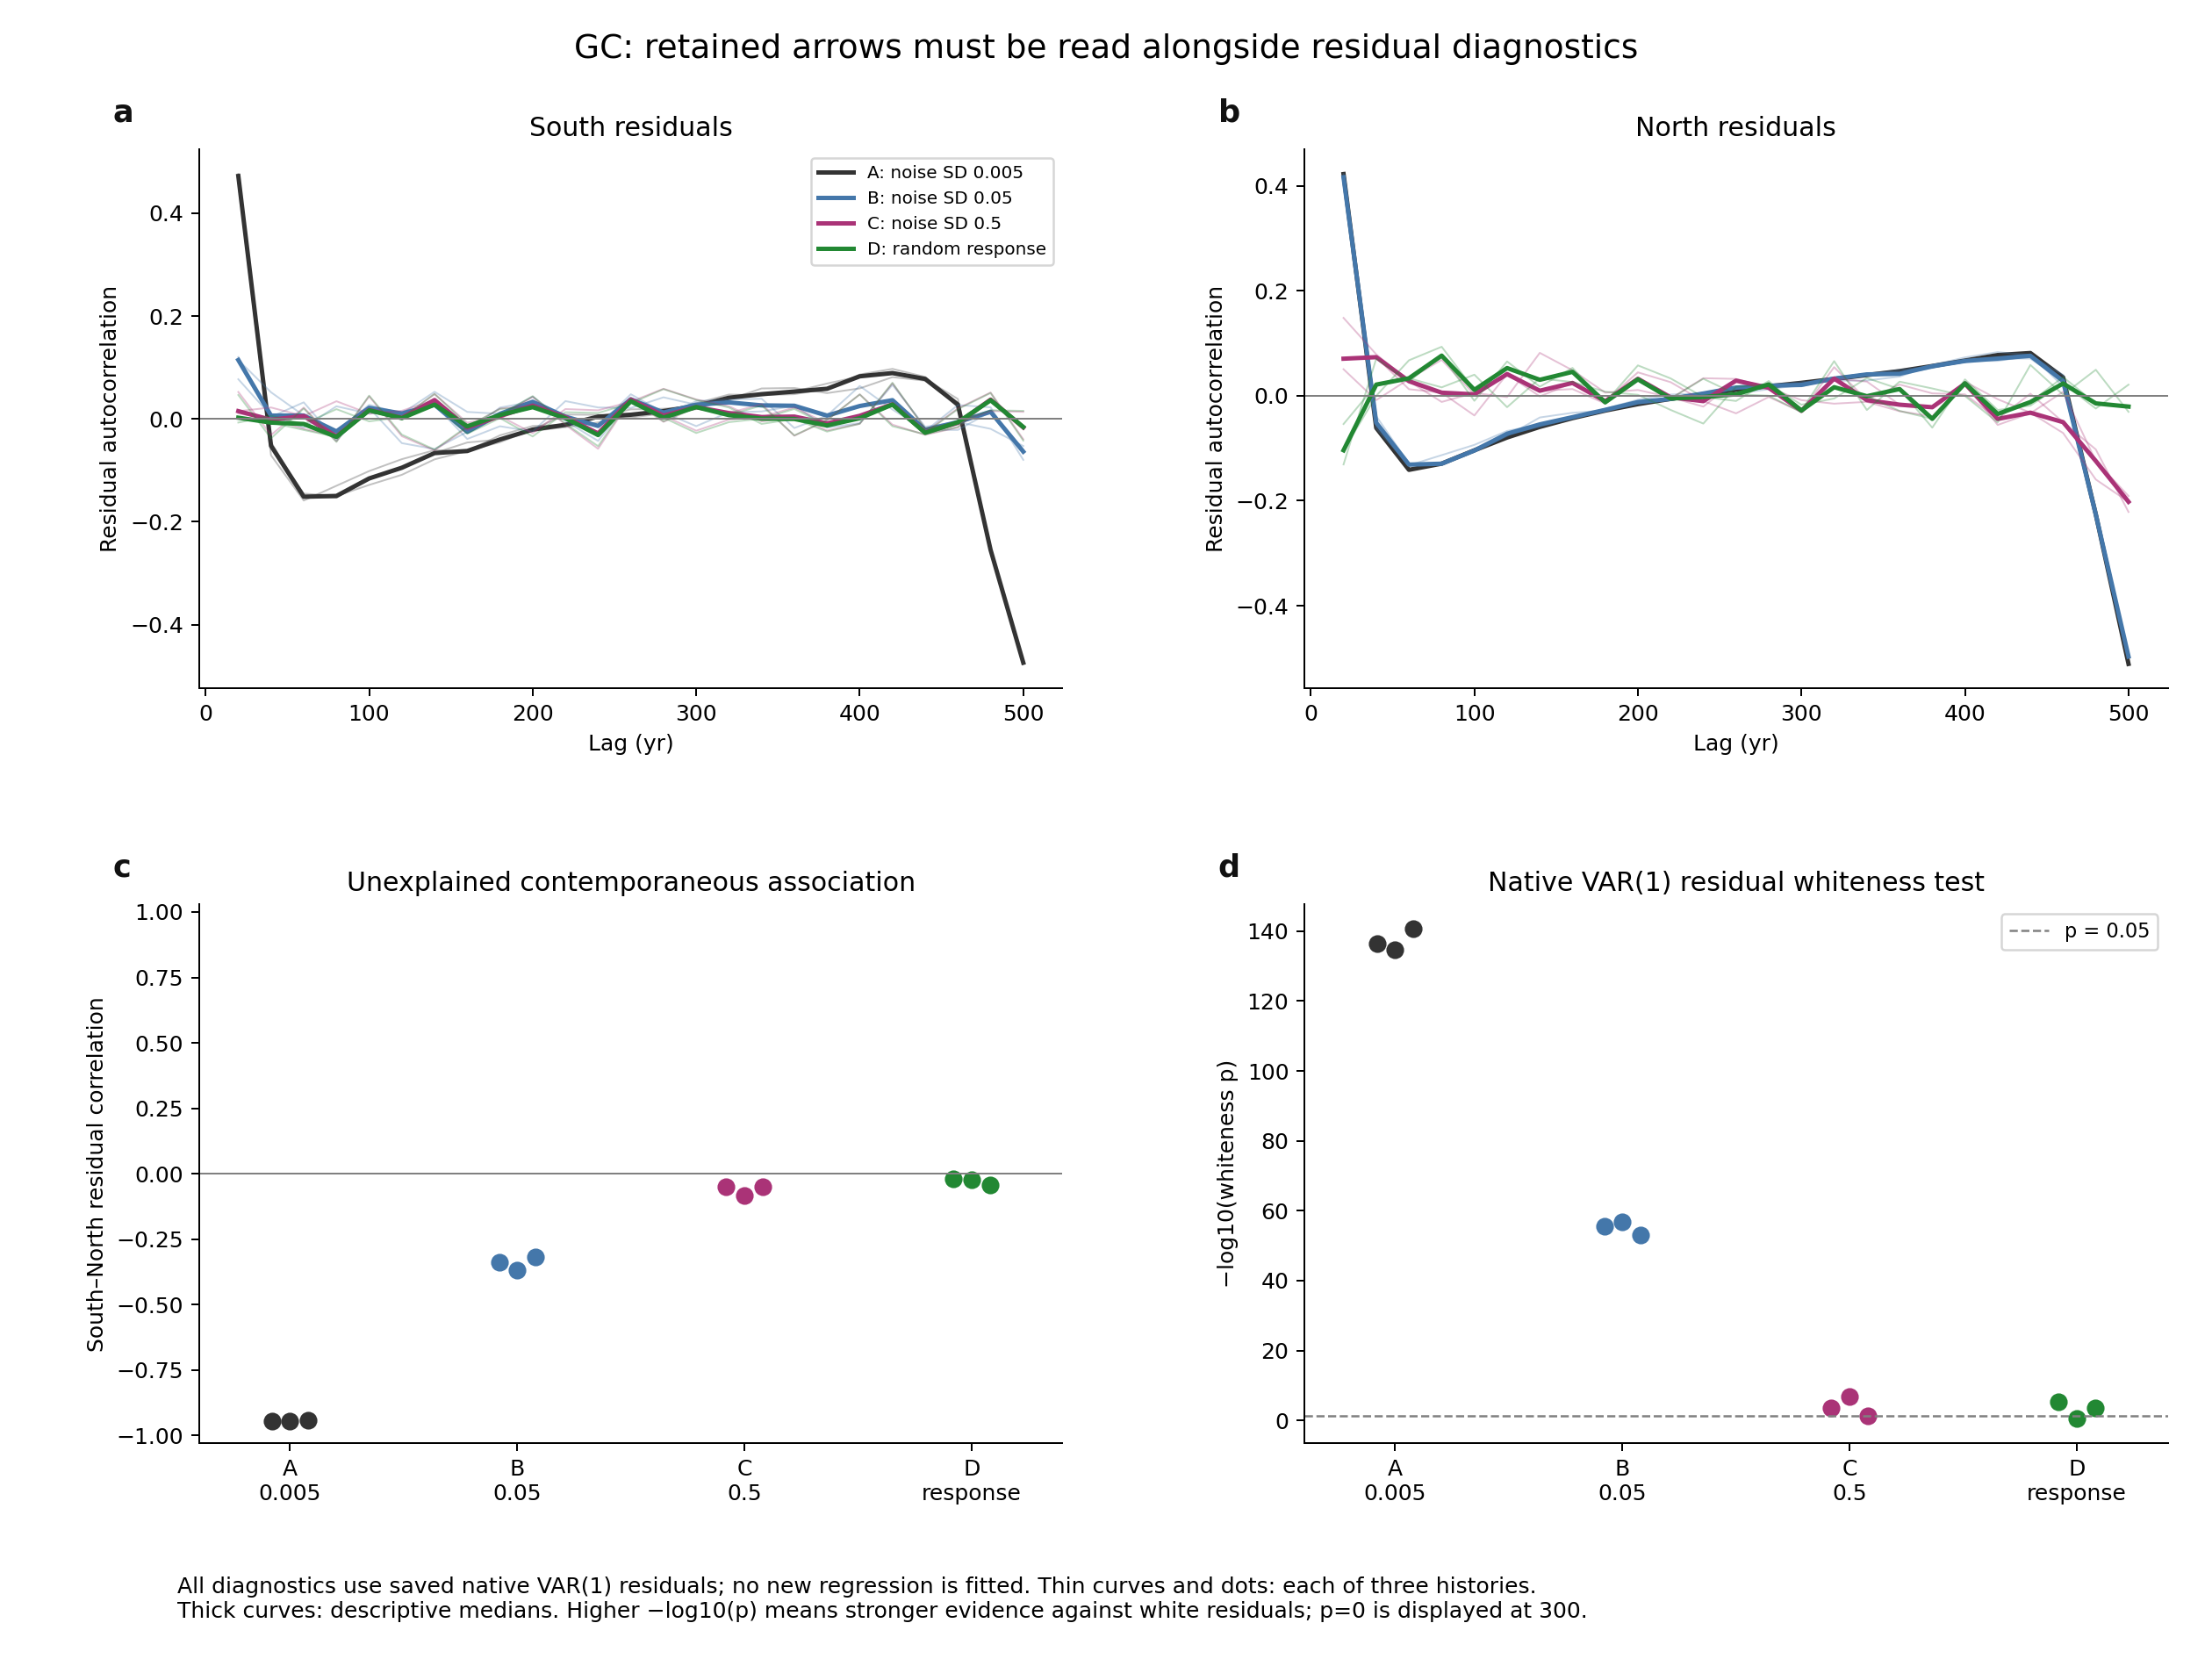 GC: retained arrows must be read alongside residual diagnostics
a
South residuals
Residual autocorrelation
0.4
0.2
0.0
−0.2
−0.4
A: noise SD 0.005
B: noise SD 0.05
C: noise SD 0.5
D: random response
0 100 200 300 400 500
Lag (yr)
b
North residuals
Residual autocorrelation
0.4
0.2
0.0
−0.2
−0.4
0 100 200 300 400 500
Lag (yr)
c
Unexplained contemporaneous association
South–North residual correlation
1.00
0.75
0.50
0.25
0.00
−0.25
−0.50
−0.75
−1.00
A B C D
0.005 0.05 0.5 response
d
Native VAR(1) residual whiteness test
−log10(whiteness p)
140
120
100
80
60
40
20
0
p = 0.05
A B C D
0.005 0.05 0.5 response
All diagnostics use saved native VAR(1) residuals; no new regression is fitted. Thin curves and dots: each of three histories.
Thick curves: descriptive medians. Higher −log10(p) means stronger evidence against white residuals; p=0 is displayed at 300.